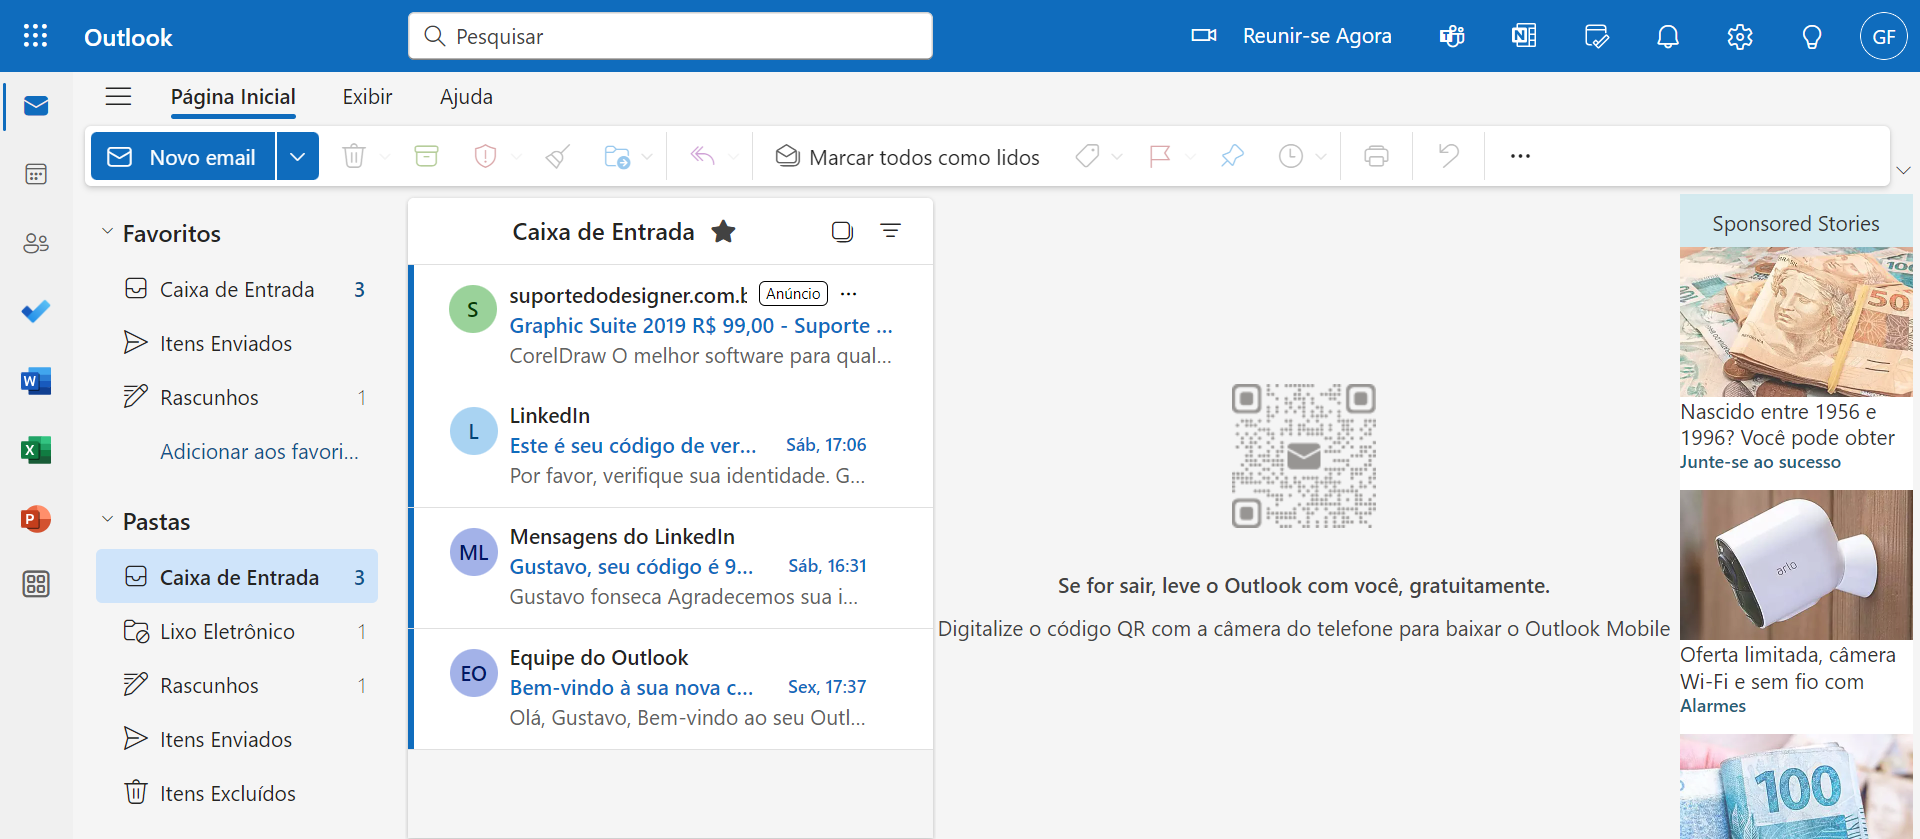 Outlook
Pesquisar
Reunir-se Agora
GF
Página Inicial
Exibir
Ajuda
Novo email
Marcar todos como lidos
Favoritos
Caixa de Entrada 3
Itens Enviados
Rascunhos 1
Adicionar aos favori...
Pastas
Caixa de Entrada 3
Lixo Eletrônico 1
Rascunhos 1
Itens Enviados
Itens Excluídos
Caixa de Entrada
S
suportedodesigner.com.b Anúncio
Graphic Suite 2019 R$ 99,00 - Suporte ...
CorelDraw O melhor software para qual...
L
LinkedIn
Este é seu código de ver... Sáb, 17:06
Por favor, verifique sua identidade. G...
ML
Mensagens do LinkedIn
Gustavo, seu código é 9... Sáb, 16:31
Gustavo fonseca Agradecemos sua i...
EO
Equipe do Outlook
Bem-vindo à sua nova c... Sex, 17:37
Olá, Gustavo, Bem-vindo ao seu Outl...
Se for sair, leve o Outlook com você, gratuitamente.
Digitalize o código QR com a câmera do telefone para baixar o Outlook Mobile
Sponsored Stories
50
Nascido entre 1956 e
1996? Você pode obter
Junte-se ao sucesso
arlo
Oferta limitada, câmera
Wi-Fi e sem fio com
Alarmes
100